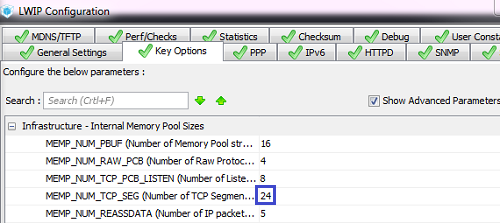 LWIP Configuration
MDNS/TFTP Perf/Checks Statistics Checksum Debug User Consta
General Settings Key Options PPP IPv6 HTTPD SNMP
Configure the below parameters :
Search : Search (Crtl+F) Show Advanced Parameters
Infrastructure - Internal Memory Pool Sizes
MEMP_NUM_PBUF (Number of Memory Pool str... 16
MEMP_NUM_RAW_PCB (Number of Raw Protoc... 4
MEMP_NUM_TCP_PCB_LISTEN (Number of Liste... 8
MEMP_NUM_TCP_SEG (Number of TCP Segmen... 24
MEMP_NUM_REASSDATA (Number of IP packet... 5